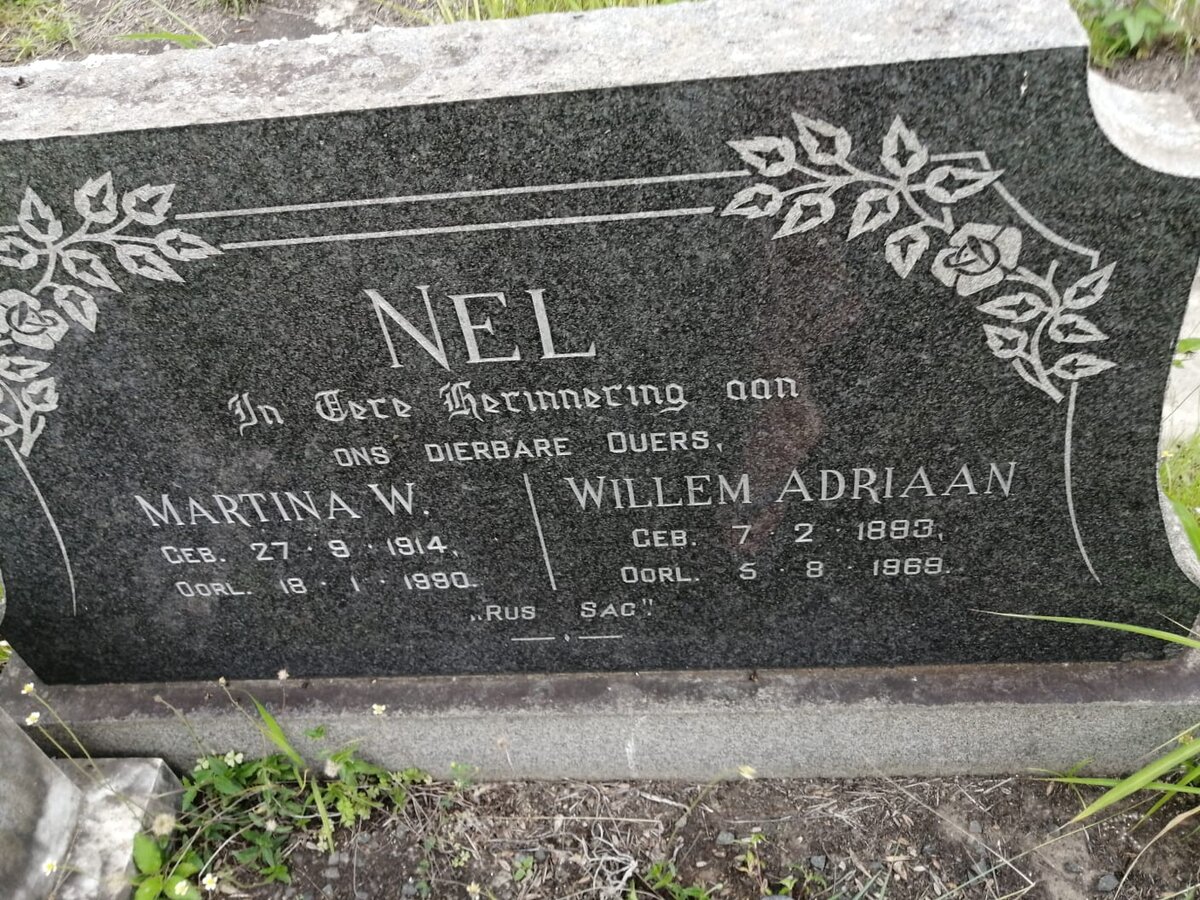 NEL
In Tere Herinnering aan
ONS DIERBARE OUERS,
MARTINA W.
GEB. 27·9·1914,
OORL. 18·1·1990.
WILLEM ADRIAAN
GEB. 7·2·1893,
OORL. 5·8·1969.
„RUS SAG"